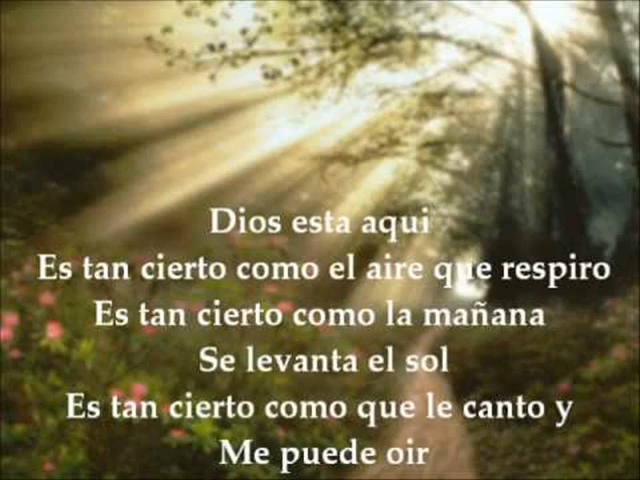 Dios esta aqui
Es tan cierto como el aire que respiro
Es tan cierto como la mañana
Se levanta el sol
Es tan cierto como que le canto y
Me puede oir